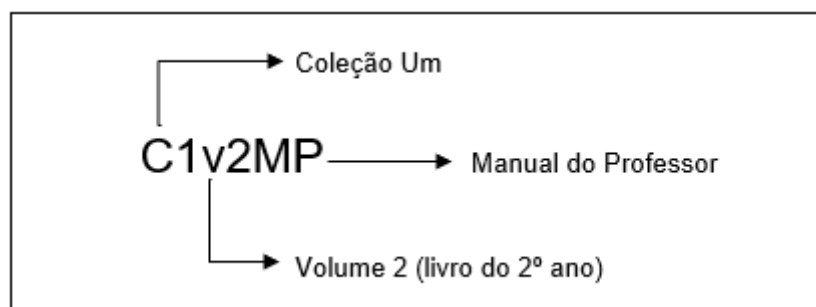 Coleção Um
C1v2MP
Manual do Professor
Volume 2 (livro do 2º ano)